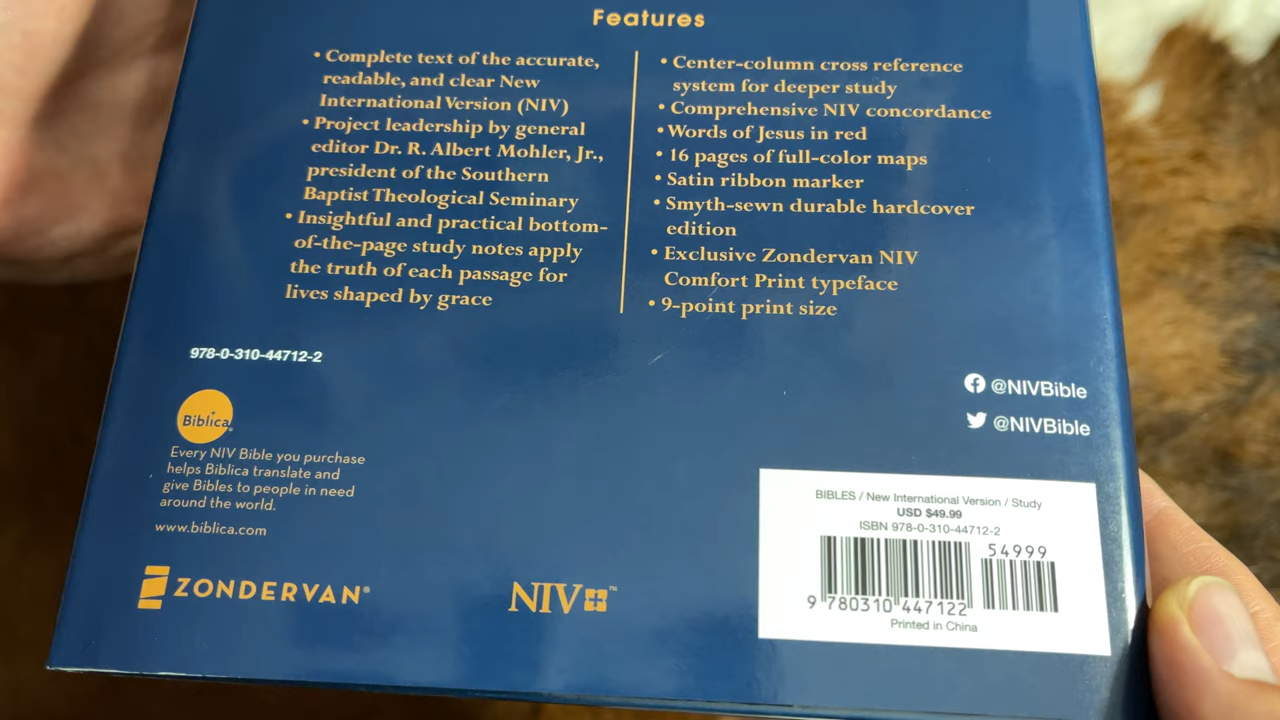 Features
• Complete text of the accurate,
readable, and clear New
International Version (NIV)
• Project leadership by general
editor Dr. R. Albert Mohler, Jr.,
president of the Southern
Baptist Theological Seminary
• Insightful and practical bottom-
of-the-page study notes apply
the truth of each passage for
lives shaped by grace
• Center-column cross reference
system for deeper study
• Comprehensive NIV concordance
• Words of Jesus in red
• 16 pages of full-color maps
• Satin ribbon marker
• Smyth-sewn durable hardcover
edition
• Exclusive Zondervan NIV
Comfort Print typeface
• 9-point print size
978-0-310-44712-2
Biblica®
Every NIV Bible you purchase
helps Biblica translate and
give Bibles to people in need
around the world.
www.biblica.com
ZONDERVAN®
NIV™
@NIVBible
@NIVBible
BIBLES / New International Version / Study
USD $49.99
ISBN 978-0-310-44712-2
54999
9 780310 447122
Printed in China